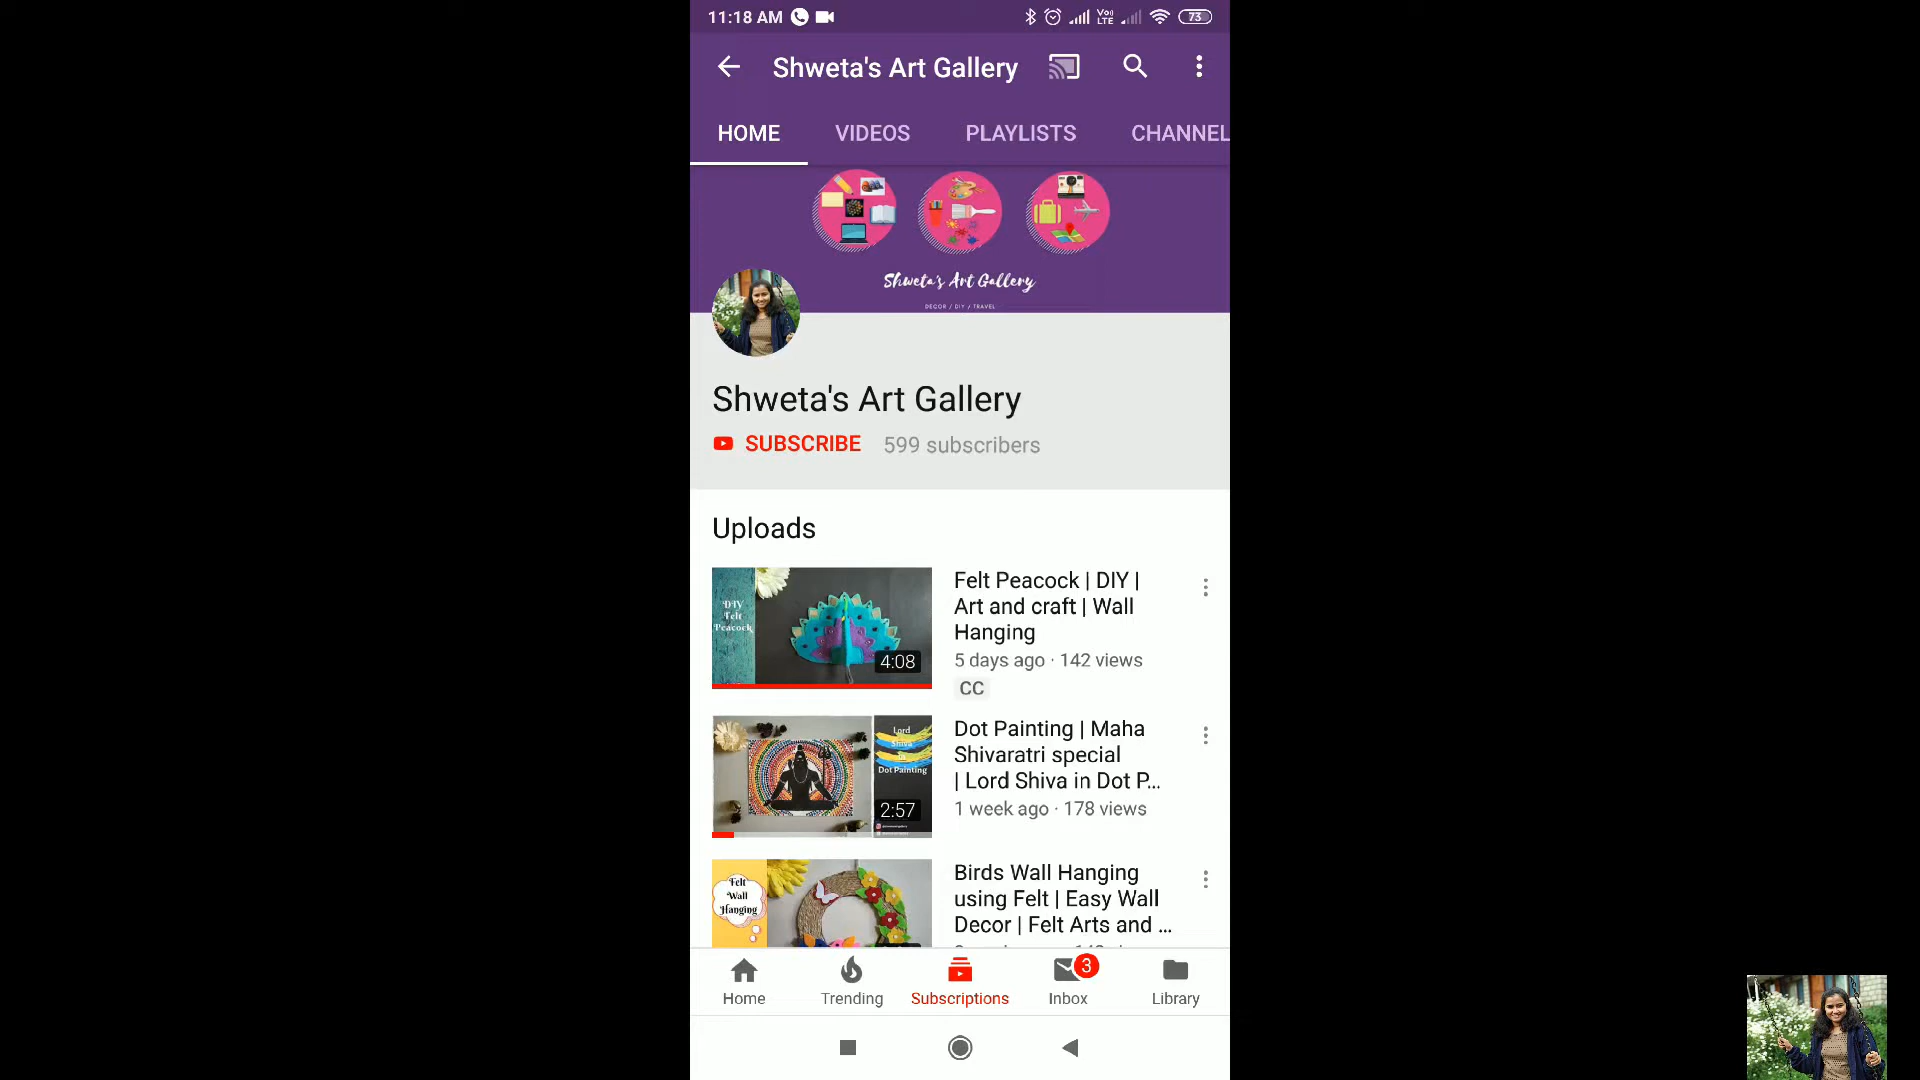 11:18 AM
Vo)) LTE
73
Shweta's Art Gallery
HOME VIDEOS PLAYLISTS CHANNEL
Shweta's Art Gallery
DECOR / DIY / TRAVEL
Shweta's Art Gallery
SUBSCRIBE 599 subscribers
Uploads
DIY
Felt
Peacock
4:08
Felt Peacock | DIY |
Art and craft | Wall
Hanging
5 days ago · 142 views
CC
Lord
Shiva
in
Dot Painting
2:57
Dot Painting | Maha
Shivaratri special
| Lord Shiva in Dot P...
1 week ago · 178 views
Felt
Wall
Hanging
Birds Wall Hanging
using Felt | Easy Wall
Decor | Felt Arts and ...
3
Home Trending Subscriptions Inbox Library